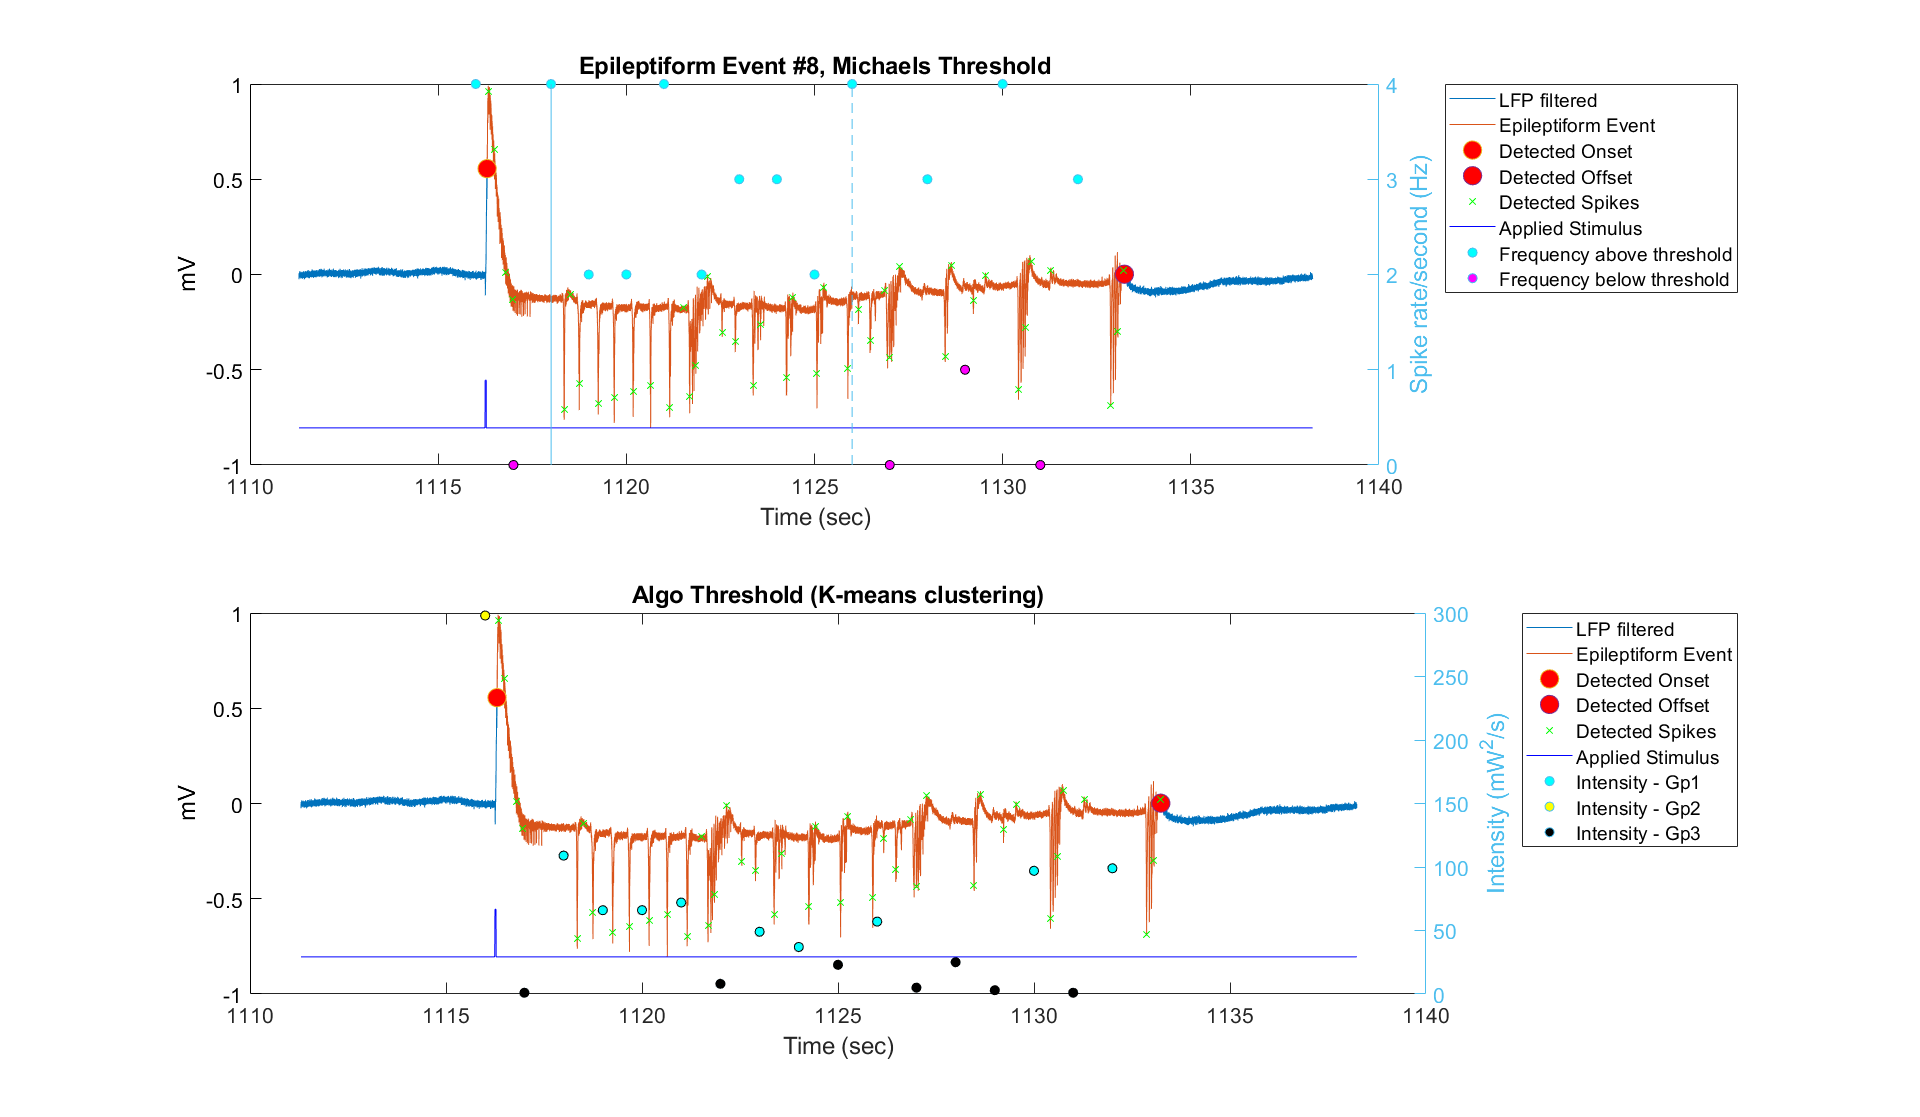 Epileptiform Event #8, Michaels Threshold
1
0.5
0
-0.5
-1
mV
4
3
2
1
0
Spike rate/second (Hz)
1110
1115
1120
1125
1130
1135
1140
Time (sec)
LFP filtered
Epileptiform Event
Detected Onset
Detected Offset
Detected Spikes
Applied Stimulus
Frequency above threshold
Frequency below threshold
Algo Threshold (K-means clustering)
1
0.5
0
-0.5
-1
mV
300
250
200
150
100
50
0
Intensity (mW²/s)
1110
1115
1120
1125
1130
1135
1140
Time (sec)
LFP filtered
Epileptiform Event
Detected Onset
Detected Offset
Detected Spikes
Applied Stimulus
Intensity - Gp1
Intensity - Gp2
Intensity - Gp3